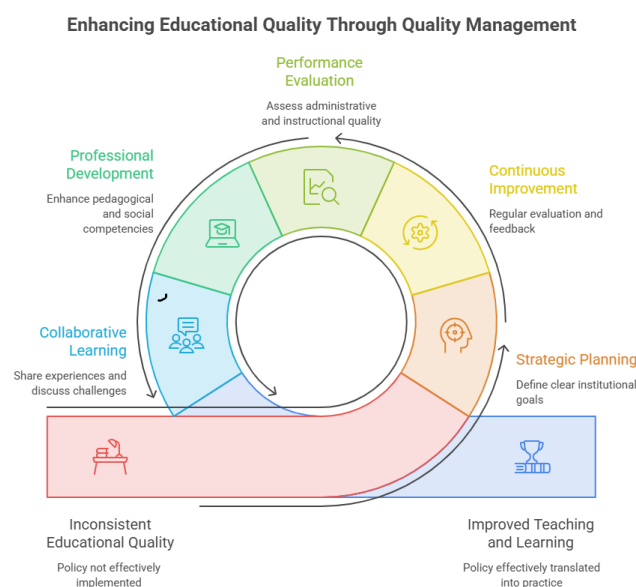 Enhancing Educational Quality Through Quality Management
Performance
Evaluation
Assess administrative
and instructional quality
Professional
Development
Enhance pedagogical
and social
competencies
Continuous
Improvement
Regular evaluation and
feedback
Collaborative
Learning
Share experiences and
discuss challenges
Strategic Planning
Define clear institutional
goals
Inconsistent
Educational Quality
Policy not effectively
implemented
Improved Teaching
and Learning
Policy effectively translated
into practice